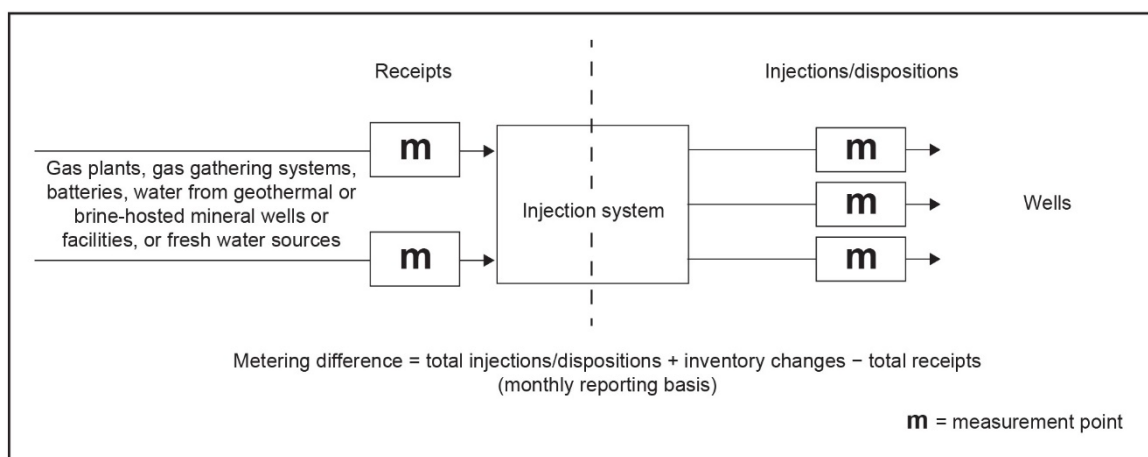 Receipts
Injections/dispositions
m
m
Gas plants, gas gathering systems,
batteries, water from geothermal or
brine-hosted mineral wells or
facilities, or fresh water sources
Injection system
m
m
m
Wells
Metering difference = total injections/dispositions + inventory changes − total receipts
(monthly reporting basis)
m = measurement point